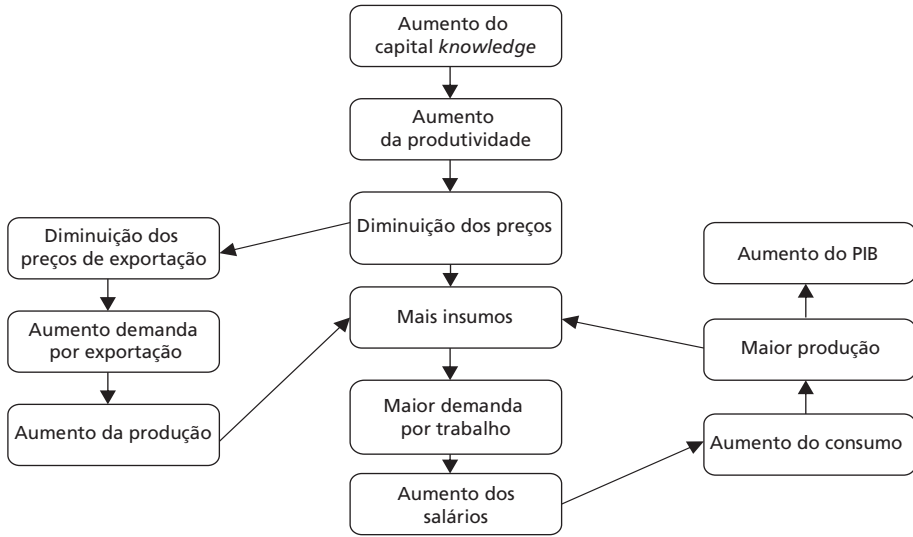 Aumento do
capital knowledge
Aumento
da produtividade
Diminuição dos preços
Diminuição dos
preços de exportação
Aumento demanda
por exportação
Aumento da produção
Mais insumos
Maior demanda
por trabalho
Aumento dos
salários
Aumento do PIB
Maior produção
Aumento do consumo